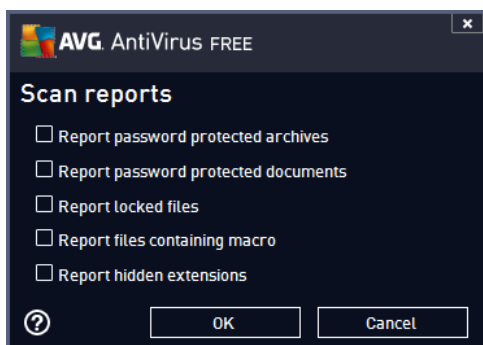 AVG. AntiVirus FREE
x
Scan reports
Report password protected archives
Report password protected documents
Report locked files
Report files containing macro
Report hidden extensions
?
OK
Cancel